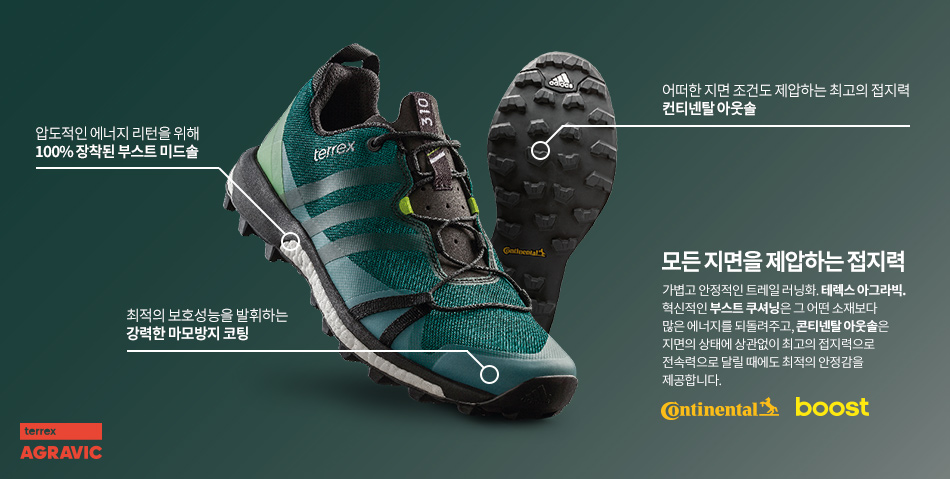 어떠한 지면 조건도 제압하는 최고의 접지력
컨티넨탈 아웃솔
압도적인 에너지 리턴을 위해
100% 장착된 부스트 미드솔
최적의 보호성능을 발휘하는
강력한 마모방지 코팅
adidas
310
terrex
Continental
모든 지면을 제압하는 접지력
가볍고 안정적인 트레일 러닝화. 테렉스 아그라빅.
혁신적인 부스트 쿠셔닝은 그 어떤 소재보다
많은 에너지를 되돌려주고, 콘티넨탈 아웃솔은
지면의 상태에 상관없이 최고의 접지력으로
전속력으로 달릴 때에도 최적의 안정감을
제공합니다.
Continental
boost
terrex
AGRAVIC